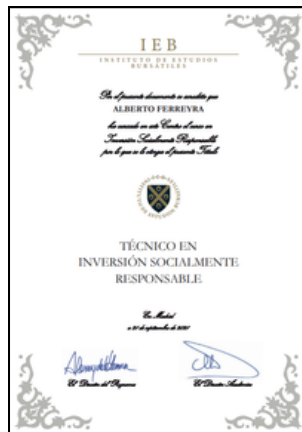 IEB
INSTITUTO DE ESTUDIOS
BURSÁTILES
Por el presente documento se acredita que
ALBERTO FERREYRA
ha cursado en este Centro el curso en
Inversión Socialmente Responsable
por lo que se le otorga el presente Título
TÉCNICO EN
INVERSIÓN SOCIALMENTE
RESPONSABLE
En Madrid
El Director del Programa
El Director Académico